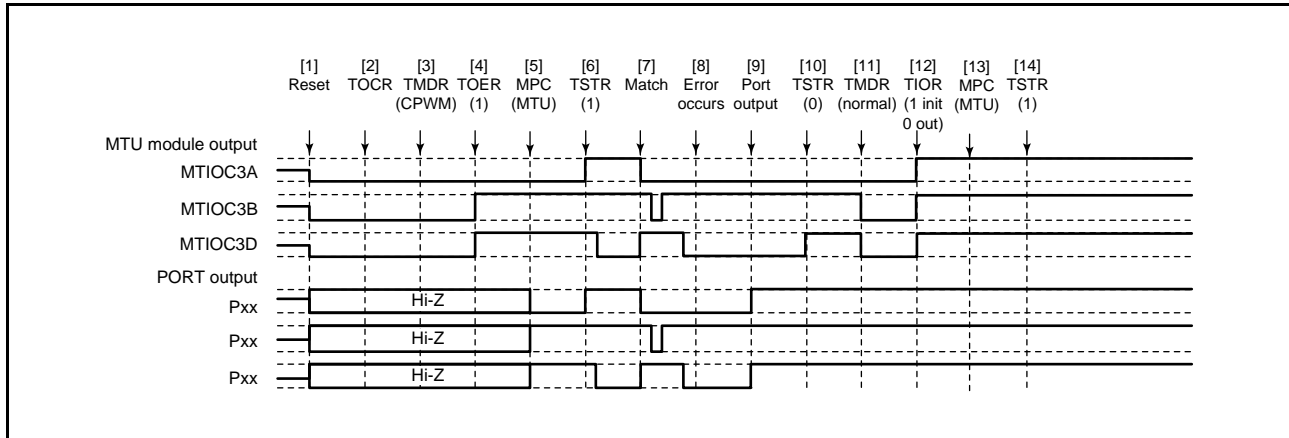 [1] [2] [3] [4] [5] [6] [7] [8] [9] [10] [11] [12] [13] [14]
Reset TOCR TMDR TOER MPC TSTR Match Error Port TSTR TMDR TIOR MPC TSTR
(CPWM) (1) (MTU) (1) occurs output (0) (normal) (1 init (MTU) (1)
0 out)
MTU module output
MTIOC3A
MTIOC3B
MTIOC3D
PORT output
Pxx Hi-Z
Pxx Hi-Z
Pxx Hi-Z